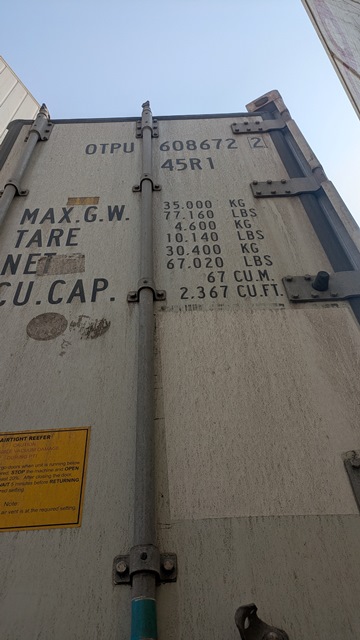 OTPU 608672 2
45R1
MAX.G.W. 35.000 KG
77.160 LBS
TARE 4.600 KG
10.140 LBS
NET 30.400 KG
67.020 LBS
CU.CAP. 67 CU.M.
2.367 CU.FT.
AIRTIGHT REEFER